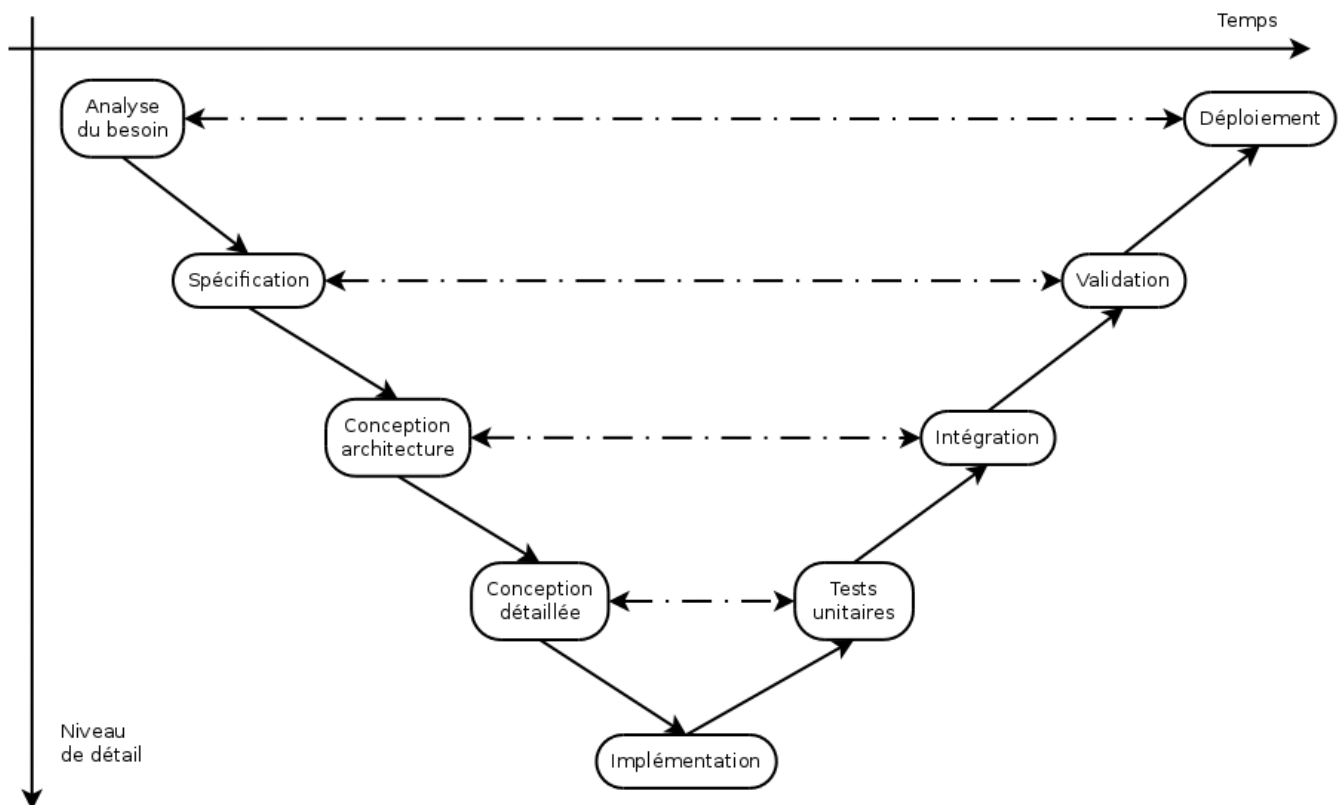 Temps
Analyse
du besoin
Déploiement
Spécification
Validation
Conception
architecture
Intégration
Conception
détaillée
Tests
unitaires
Niveau
de détail
Implémentation